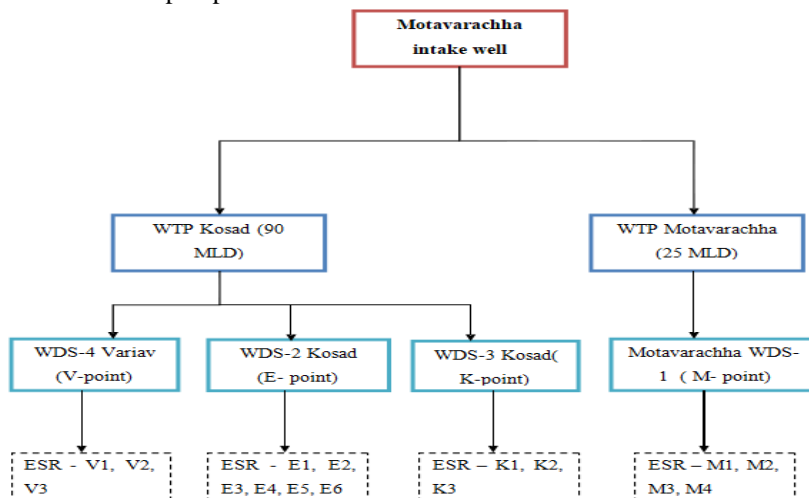 Motavarachha
intake well
WTP Kosad (90
MLD)
WTP Motavarachha
(25 MLD)
WDS-4 Variav
(V-point)
WDS-2 Kosad
(E- point)
WDS-3 Kosad(
K-point)
Motavarachha WDS-
1 ( M- point)
ESR - V1, V2,
V3
ESR - E1, E2,
E3, E4, E5, E6
ESR – K1, K2,
K3
ESR – M1, M2,
M3, M4